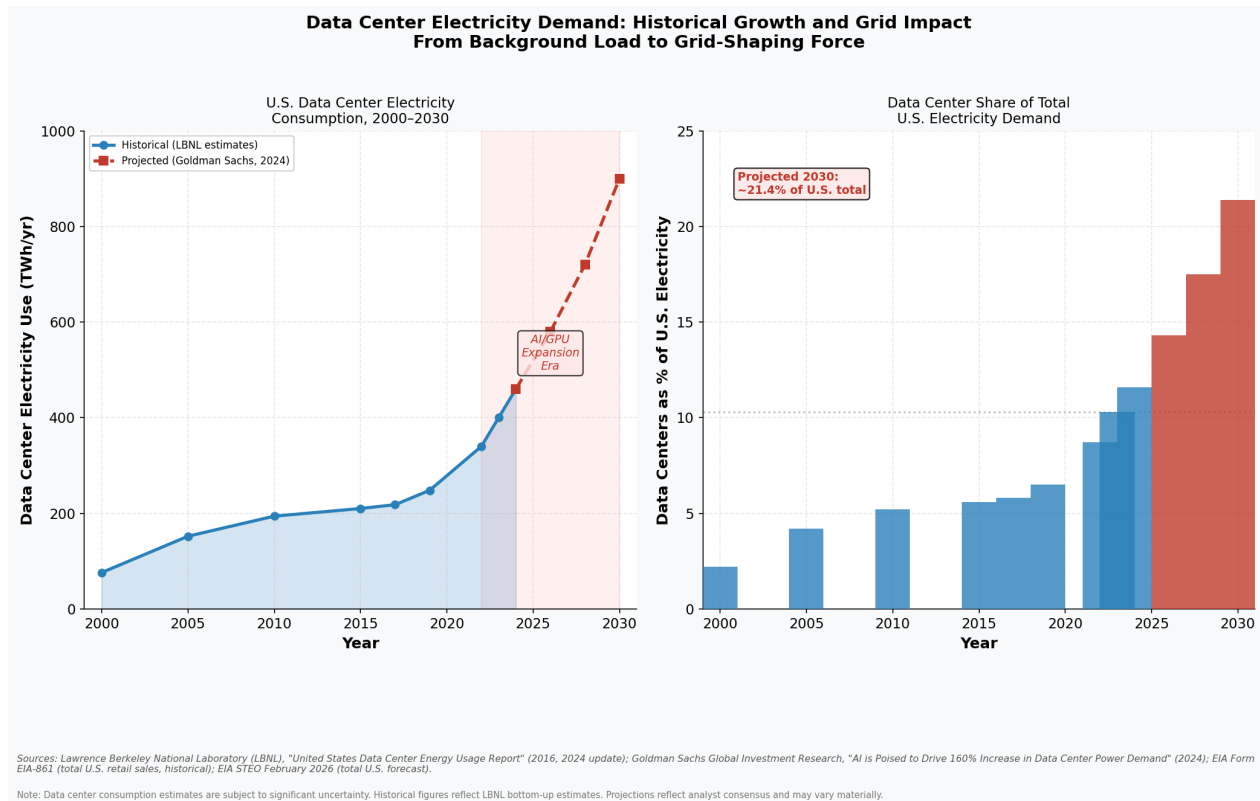 Data Center Electricity Demand: Historical Growth and Grid Impact
From Background Load to Grid-Shaping Force
U.S. Data Center Electricity
Consumption, 2000–2030
Data Center Electricity Use (TWh/yr)
1000
800
600
400
200
0
Historical (LBNL estimates)
Projected (Goldman Sachs, 2024)
AI/GPU
Expansion
Era
2000 2005 2010 2015 2020 2025 2030
Year
Data Center Share of Total
U.S. Electricity Demand
Data Centers as % of U.S. Electricity
25
20
15
10
5
0
Projected 2030:
~21.4% of U.S. total
2000 2005 2010 2015 2020 2025 2030
Year
Sources: Lawrence Berkeley National Laboratory (LBNL), "United States Data Center Energy Usage Report" (2016, 2024 update); Goldman Sachs Global Investment Research, "AI is Poised to Drive 160% Increase in Data Center Power Demand" (2024); EIA Form
EIA-861 (total U.S. retail sales, historical); EIA STEO February 2026 (total U.S. forecast).
Note: Data center consumption estimates are subject to significant uncertainty. Historical figures reflect LBNL bottom-up estimates. Projections reflect analyst consensus and may vary materially.